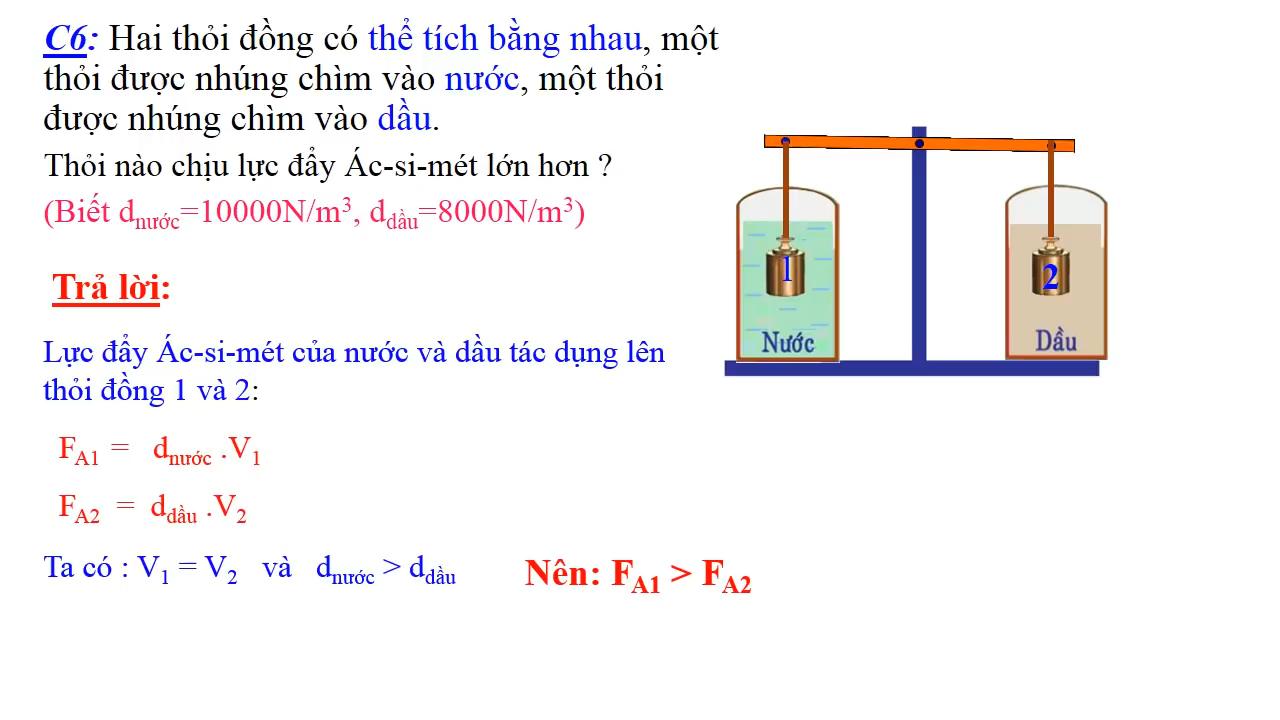 C6: Hai thỏi đồng có thể tích bằng nhau, một
thỏi được nhúng chìm vào nước, một thỏi
được nhúng chìm vào dầu.
Thỏi nào chịu lực đẩy Ác-si-mét lớn hơn ?
(Biết dnước=10000N/m³, ddầu=8000N/m³)
Trả lời:
Lực đẩy Ác-si-mét của nước và dầu tác dụng lên
thỏi đồng 1 và 2:
FA1 = dnước .V1
FA2 = ddầu .V2
Ta có : V1 = V2 và dnước > ddầu
Nên: FA1 > FA2
1
2
Nước
Dầu